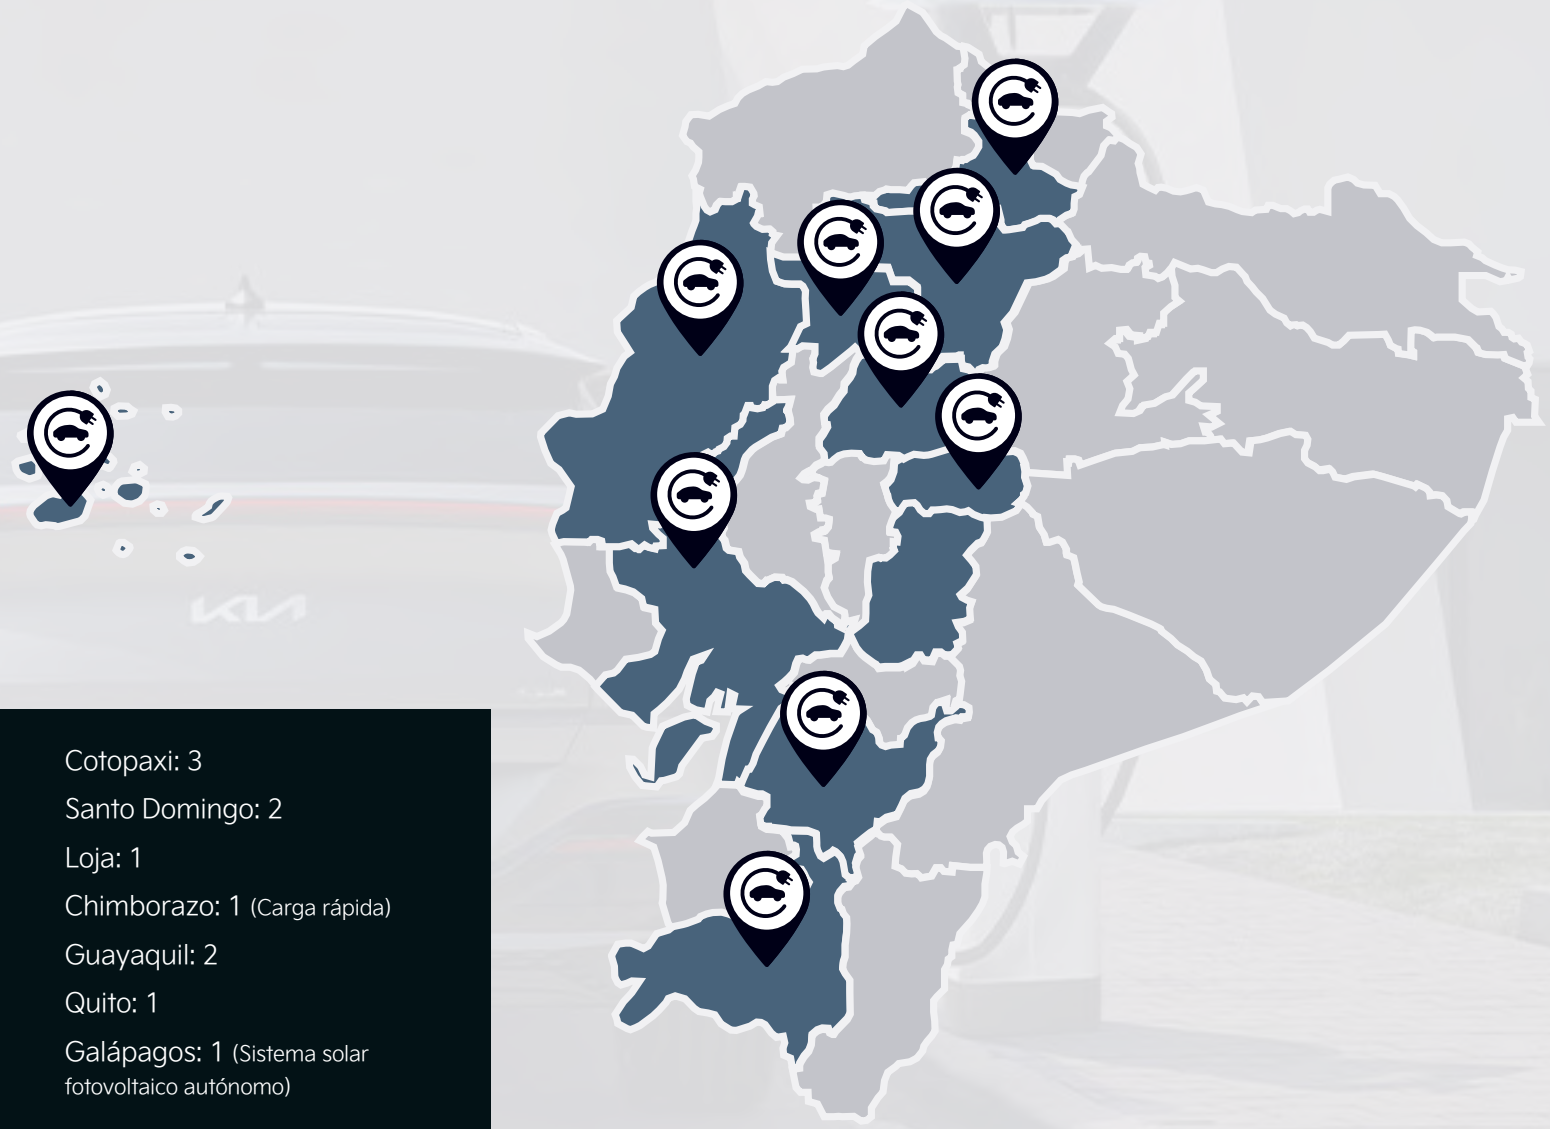 KIA
Cotopaxi: 3
Santo Domingo: 2
Loja: 1
Chimborazo: 1 (Carga rápida)
Guayaquil: 2
Quito: 1
Galápagos: 1 (Sistema solar
fotovoltaico autónomo)